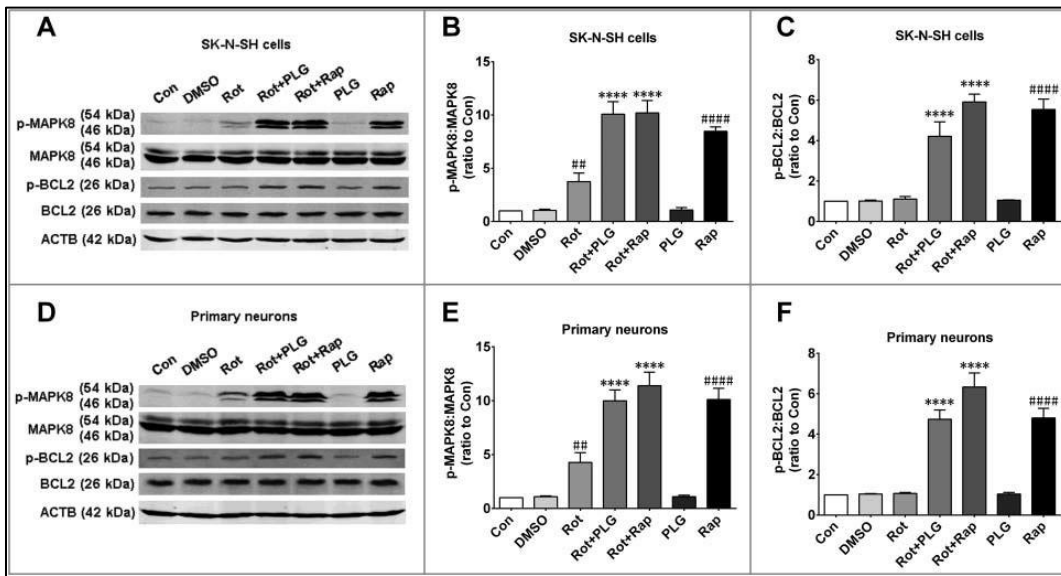 A
SK-N-SH cells
Con DMSO Rot Rot+PLG Rot+Rap PLG Rap
p-MAPK8 (54 kDa)
(46 kDa)
MAPK8 (54 kDa)
(46 kDa)
p-BCL2 (26 kDa)
BCL2 (26 kDa)
ACTB (42 kDa)
B
SK-N-SH cells
p-MAPK8:MAPK8
(ratio to Con)
15
10
5
0
##
****
****
####
Con DMSO Rot Rot+PLG Rot+Rap PLG Rap
C
SK-N-SH cells
p-BCL2:BCL2
(ratio to Con)
8
6
4
2
0
****
****
####
Con DMSO Rot Rot+PLG Rot+Rap PLG Rap
D
Primary neurons
Con DMSO Rot Rot+PLG Rot+Rap PLG Rap
p-MAPK8 (54 kDa)
(46 kDa)
MAPK8 (54 kDa)
(46 kDa)
p-BCL2 (26 kDa)
BCL2 (26 kDa)
ACTB (42 kDa)
E
Primary neurons
p-MAPK8:MAPK8
(ratio to Con)
15
10
5
0
##
****
****
####
Con DMSO Rot Rot+PLG Rot+Rap PLG Rap
F
Primary neurons
p-BCL2:BCL2
(ratio to Con)
8
6
4
2
0
****
****
####
Con DMSO Rot Rot+PLG Rot+Rap PLG Rap